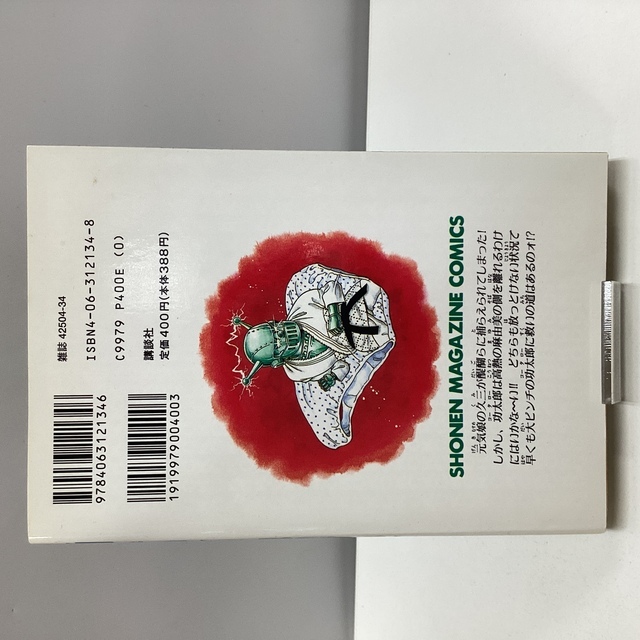 9784063121346
1919979004003
雑誌 42504-34
ISBN4-06-312134-8
C9979 P400E (0)
講談社
定価400円(本体388円)
SHONEN MAGAZINE COMICS
元気娘の久三が醍醐らに捕らえられてしまった!
しかし、功太郎は高熱の麻由美の側を離れるわけ
にはいかな〜い!! どちらも放っとけない状況で
早くも大ピンチの功太郎に救いの道はあるのォ!?